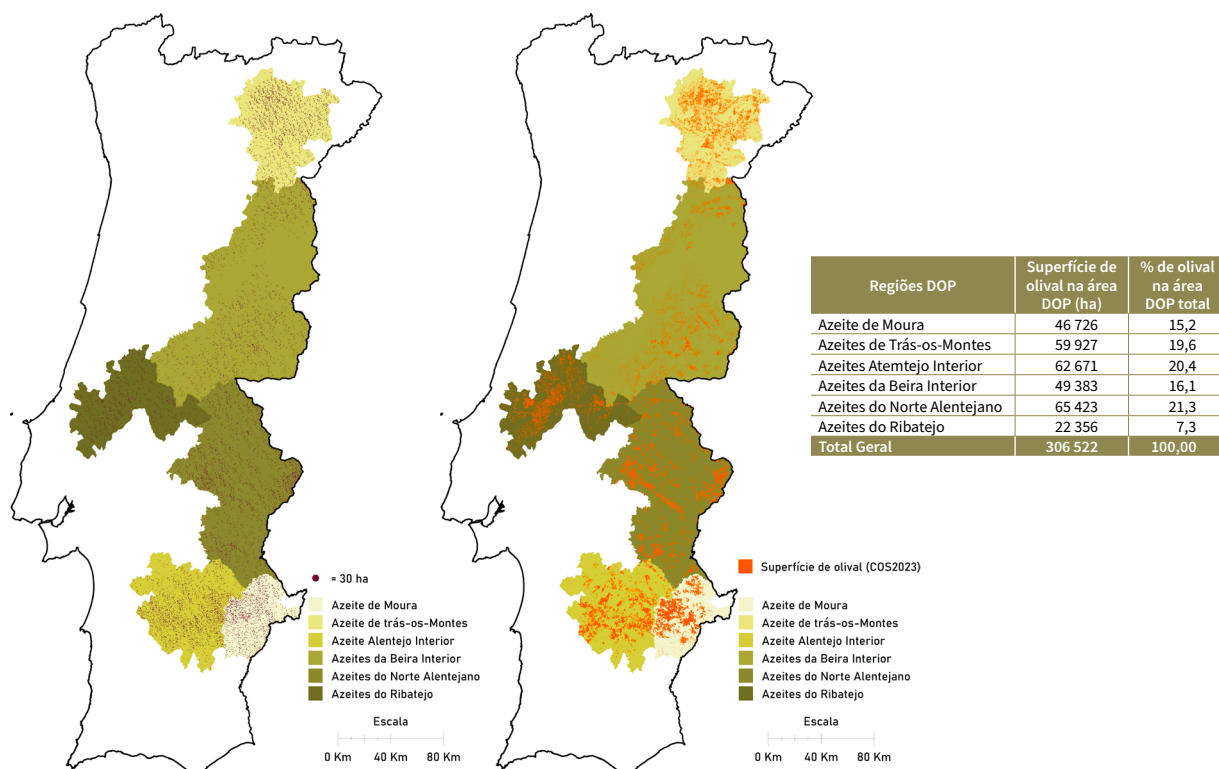 = 30 ha
Azeite de Moura
Azeite de trás-os-Montes
Azeite Alentejo Interior
Azeites da Beira Interior
Azeites do Norte Alentejano
Azeites do Ribatejo
Escala
0 Km 40 Km 80 Km
Superfície de olival (COS2023)
Azeite de Moura
Azeite de trás-os-Montes
Azeite Alentejo Interior
Azeites da Beira Interior
Azeites do Norte Alentejano
Azeites do Ribatejo
Escala
0 Km 40 Km 80 Km
Regiões DOP
Superfície de
olival na área
DOP (ha)
% de olival
na área
DOP total
Azeite de Moura 46 726 15,2
Azeites de Trás-os-Montes 59 927 19,6
Azeites Atemtejo Interior 62 671 20,4
Azeites da Beira Interior 49 383 16,1
Azeites do Norte Alentejano 65 423 21,3
Azeites do Ribatejo 22 356 7,3
Total Geral 306 522 100,00